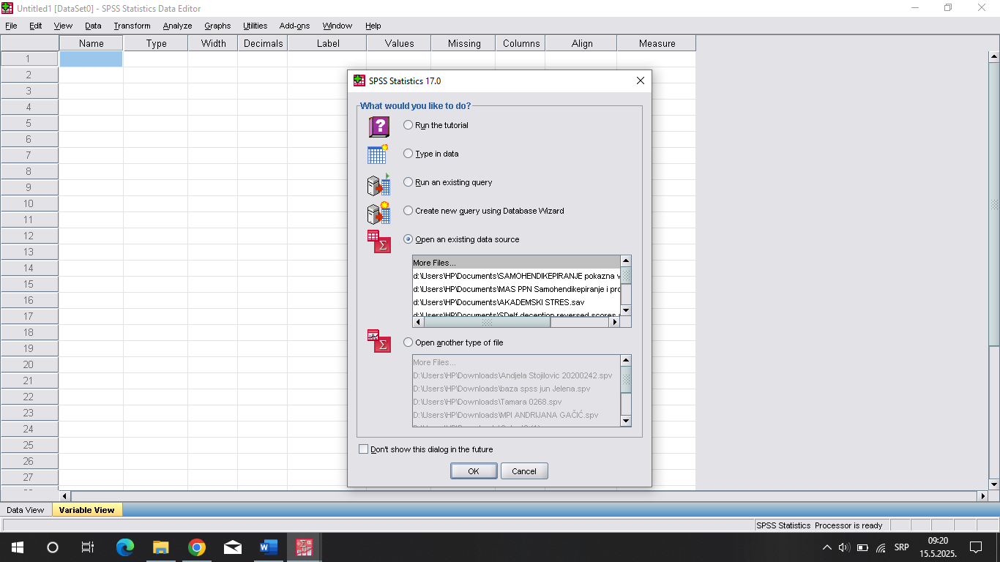 Untitled1 [DataSet0] - SPSS Statistics Data Editor
File Edit View Data Transform Analyze Graphs Utilities Add-ons Window Help
Name Type Width Decimals Label Values Missing Columns Align Measure
1
2
3
4
5
6
7
8
9
10
11
12
13
14
15
16
17
18
19
20
21
22
23
24
25
26
27
SPSS Statistics 17.0
What would you like to do?
Run the tutorial
Type in data
Run an existing query
Create new query using Database Wizard
Open an existing data source
More Files...
d:\Users\HP\Documents\SAMOHENDIKEPIRANJE pokazna v
d:\Users\HP\Documents\MAS PPN Samohendikepiranje i pro
d:\Users\HP\Documents\AKADEMSKI STRES.sav
d:\Users\HP\Documents\SDelf deception reversed scores
Open another type of file
More Files...
D:\Users\HP\Downloads\Andjela Stojilovic 20200242.spv
D:\Users\HP\Downloads\baza spss jun Jelena.spv
D:\Users\HP\Downloads\Tamara 0268.spv
D:\Users\HP\Downloads\MPI ANDRIJANA GAČIĆ.spv
Don't show this dialog in the future
OK Cancel
Data View Variable View
SPSS Statistics Processor is ready
SRP
09:20
15.5.2025.